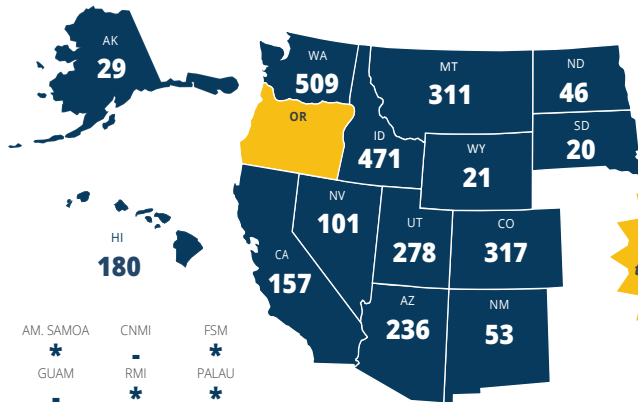 AK
29
WA
509
OR
MT
311
ND
46
ID
471
SD
20
WY
21
NV
101
HI
180
UT
278
CO
317
CA
157
AZ
236
NM
53
AM. SAMOA CNMI FSM
* - *
GUAM RMI PALAU
- * *